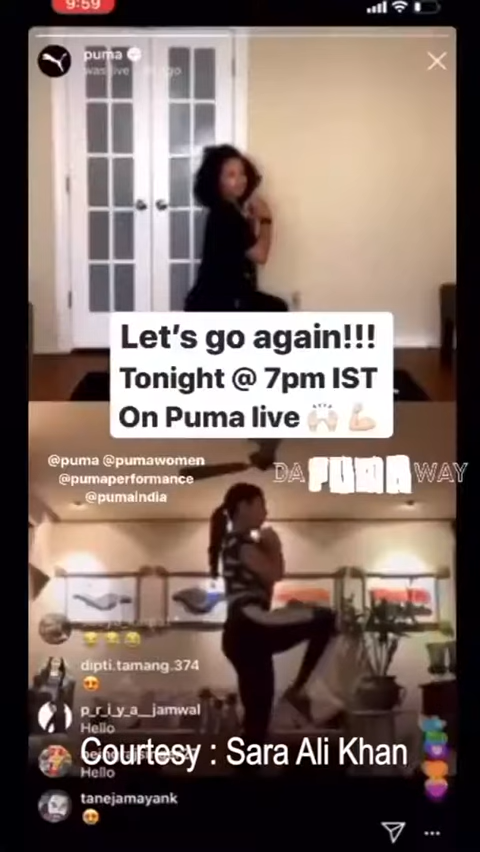 9:59
puma
Let's go again!!!
Tonight @ 7pm IST
On Puma live 🙌🏻 💪🏻
@puma @pumawomen
@pumaperformance
@pumaindia
DA PUMA WAY
😂😂😂
dipti.tamang.374
😍
p_r_i_y_a__jamwal
Hello
Courtesy : Sara Ali Khan
Hello
tanejamayank
😍